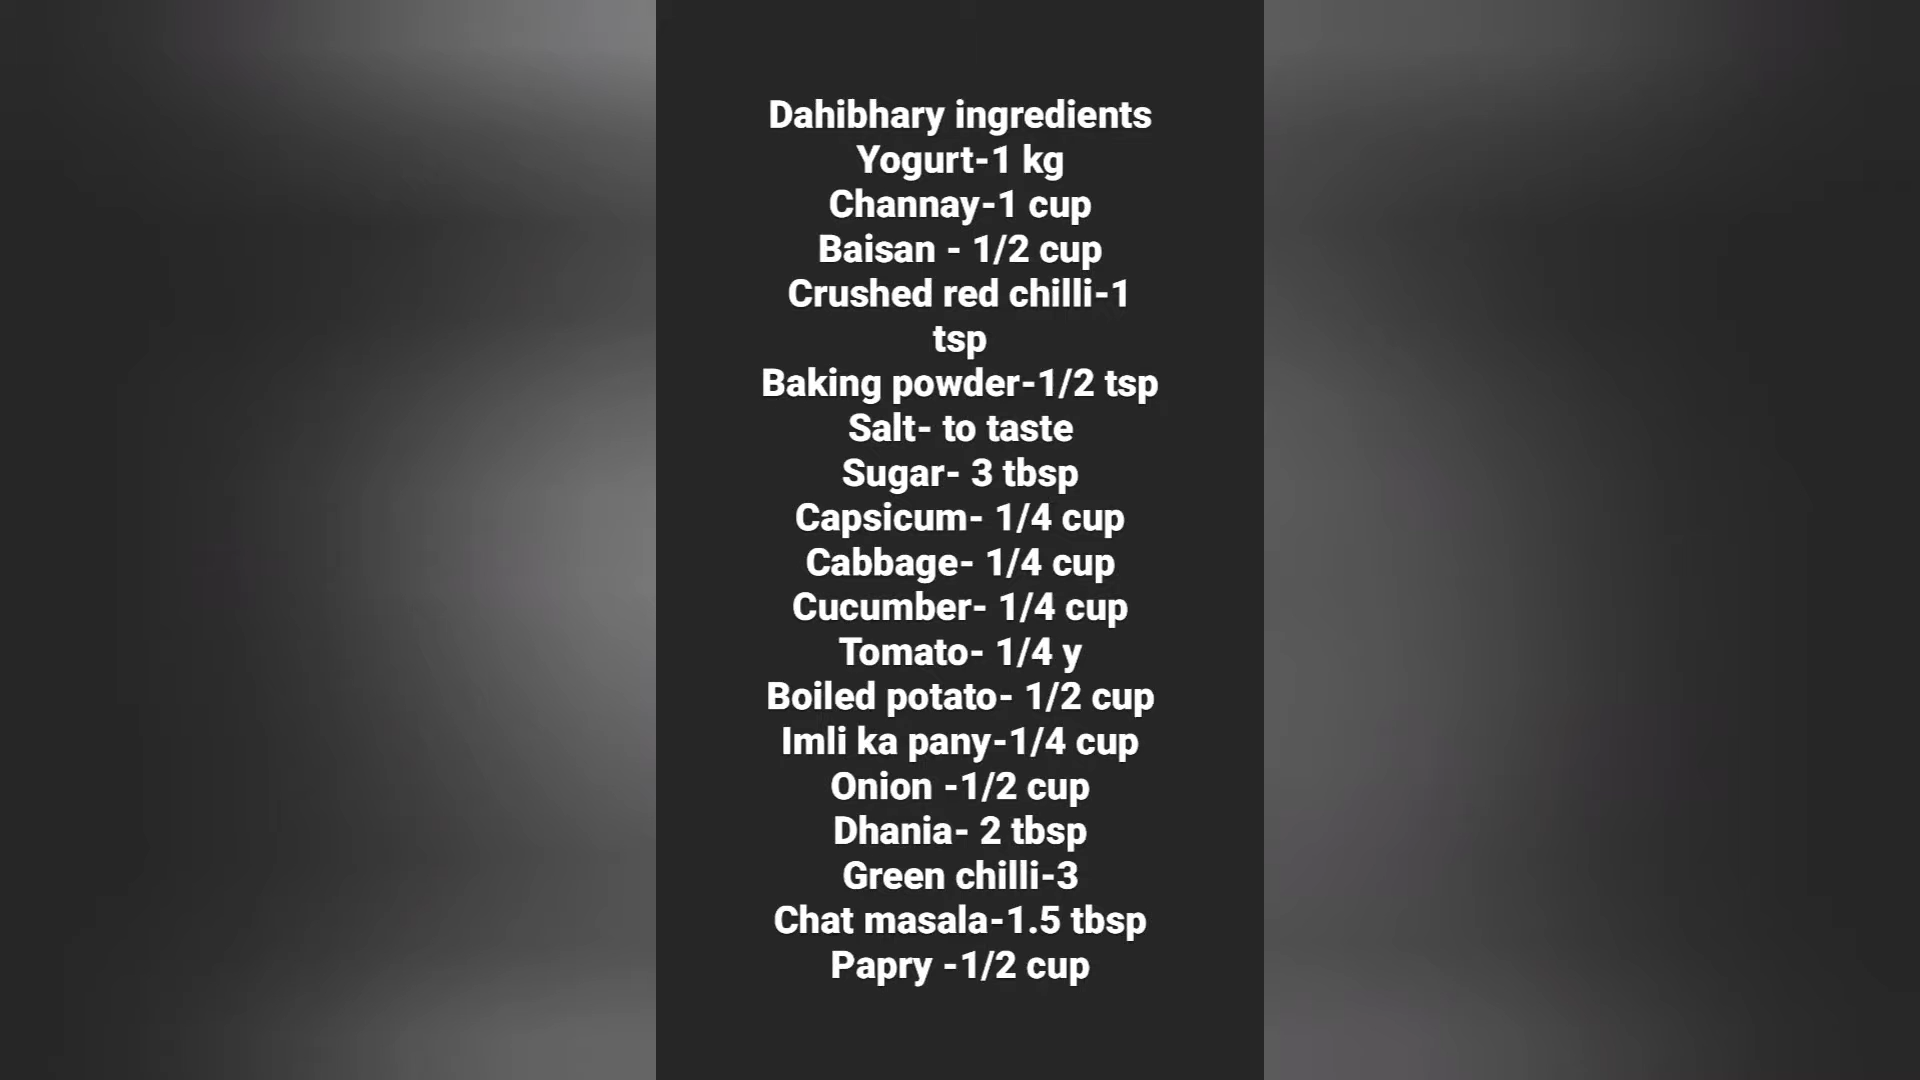 Dahibhary ingredients
Yogurt-1 kg
Channay-1 cup
Baisan - 1/2 cup
Crushed red chilli-1
tsp
Baking powder-1/2 tsp
Salt- to taste
Sugar- 3 tbsp
Capsicum- 1/4 cup
Cabbage- 1/4 cup
Cucumber- 1/4 cup
Tomato- 1/4 y
Boiled potato- 1/2 cup
Imli ka pany-1/4 cup
Onion -1/2 cup
Dhania- 2 tbsp
Green chilli-3
Chat masala-1.5 tbsp
Papry -1/2 cup